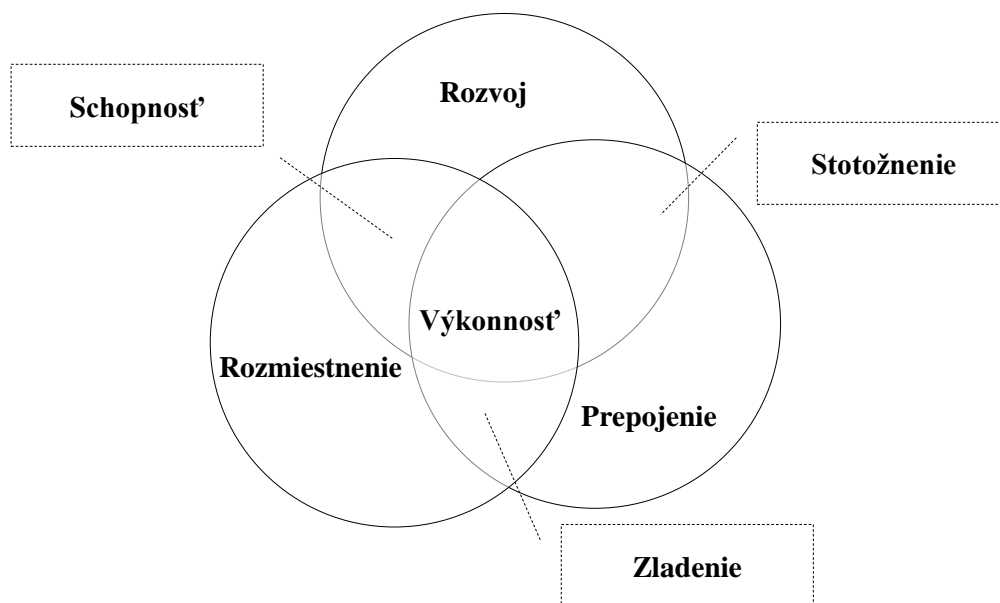 Rozvoj
Schopnosť
Stotožnenie
Výkonnosť
Rozmiestnenie
Prepojenie
Zladenie